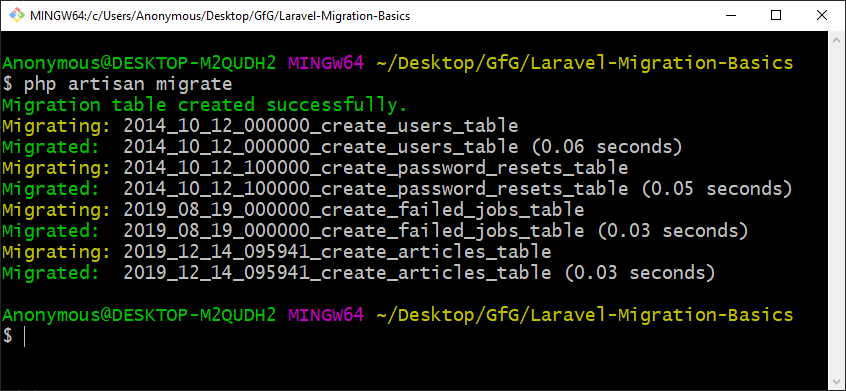 MINGW64:/c/Users/Anonymous/Desktop/GfG/Laravel-Migration-Basics
Anonymous@DESKTOP-M2QUDH2 MINGW64 ~/Desktop/GfG/Laravel-Migration-Basics
$ php artisan migrate
Migration table created successfully.
Migrating: 2014_10_12_000000_create_users_table
Migrated:  2014_10_12_000000_create_users_table (0.06 seconds)
Migrating: 2014_10_12_100000_create_password_resets_table
Migrated:  2014_10_12_100000_create_password_resets_table (0.05 seconds)
Migrating: 2019_08_19_000000_create_failed_jobs_table
Migrated:  2019_08_19_000000_create_failed_jobs_table (0.03 seconds)
Migrating: 2019_12_14_095941_create_articles_table
Migrated:  2019_12_14_095941_create_articles_table (0.03 seconds)
Anonymous@DESKTOP-M2QUDH2 MINGW64 ~/Desktop/GfG/Laravel-Migration-Basics
$